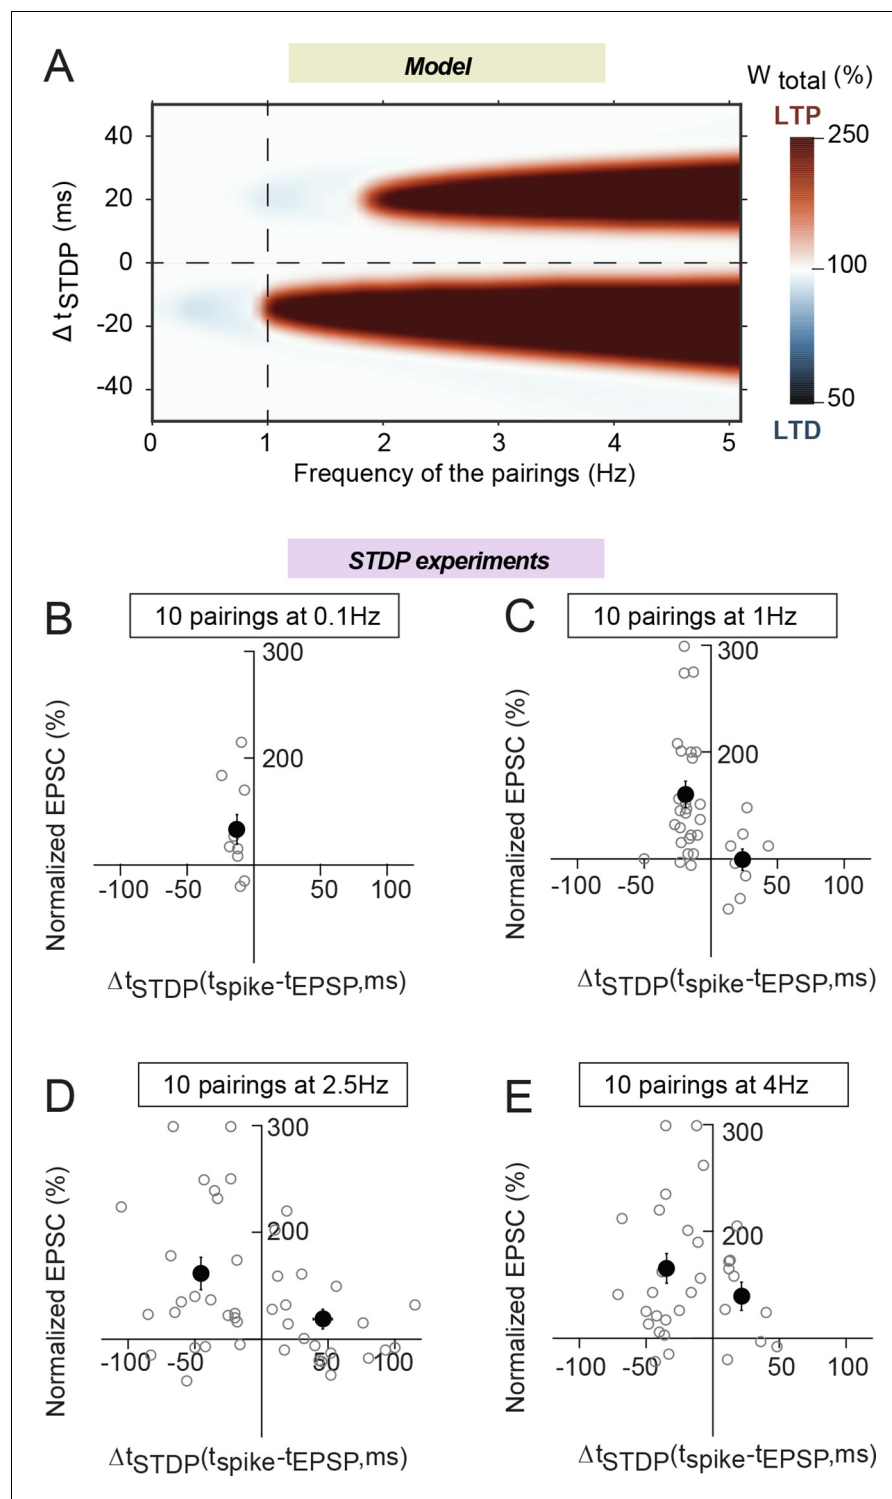 A
Model
W total (%)
LTP
250
100
50
LTD
Δ tSTDP (ms)
40
20
0
-20
-40
0 1 2 3 4 5
Frequency of the pairings (Hz)
STDP experiments
B
10 pairings at 0.1Hz
Normalized EPSC (%)
300
200
-100 -50 50 100
ΔtSTDP(tspike-tEPSP,ms)
C
10 pairings at 1Hz
Normalized EPSC (%)
300
200
-100 -50 50 100
ΔtSTDP(tspike-tEPSP,ms)
D
10 pairings at 2.5Hz
Normalized EPSC (%)
300
200
-100 -50 50 100
ΔtSTDP(tspike-tEPSP,ms)
E
10 pairings at 4Hz
Normalized EPSC (%)
300
200
-100 -50 50 100
ΔtSTDP(tspike-tEPSP,ms)